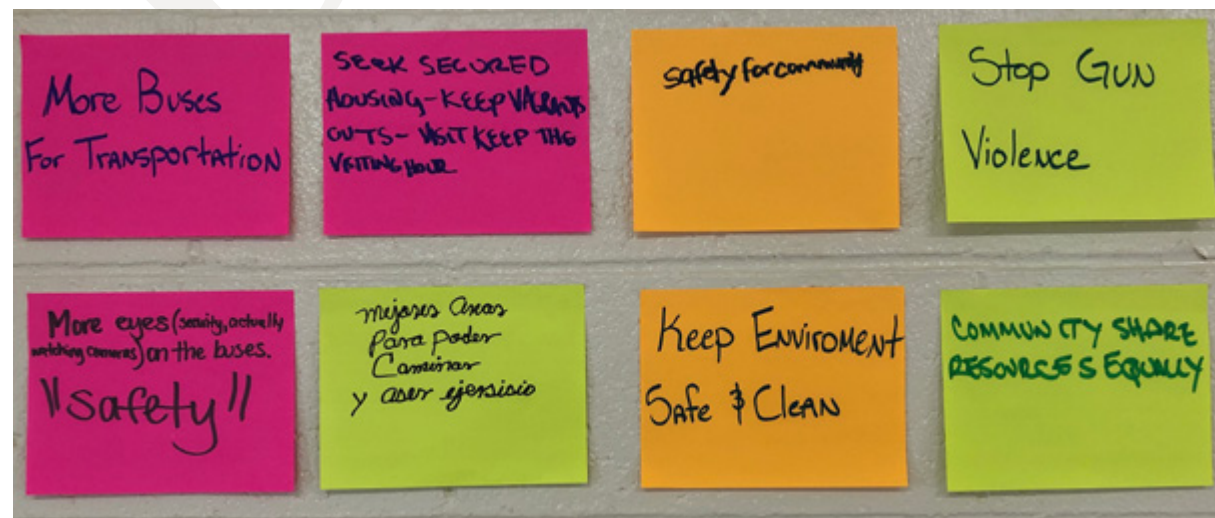 More Buses
For Transportation
SEEK SECURED
HOUSING-KEEP VAGRANTS
OUTS-VISIT KEEP THE
VISITING HOUR
safety for community
Stop Gun
Violence
More eyes (security, actually
watching cameras) on the buses.
"Safety"
mejores areas
Para poder
Caminar
y aser ejersisio
Keep Enviroment
Safe & Clean
COMMUNITY SHARE
RESOURCES EQUALLY